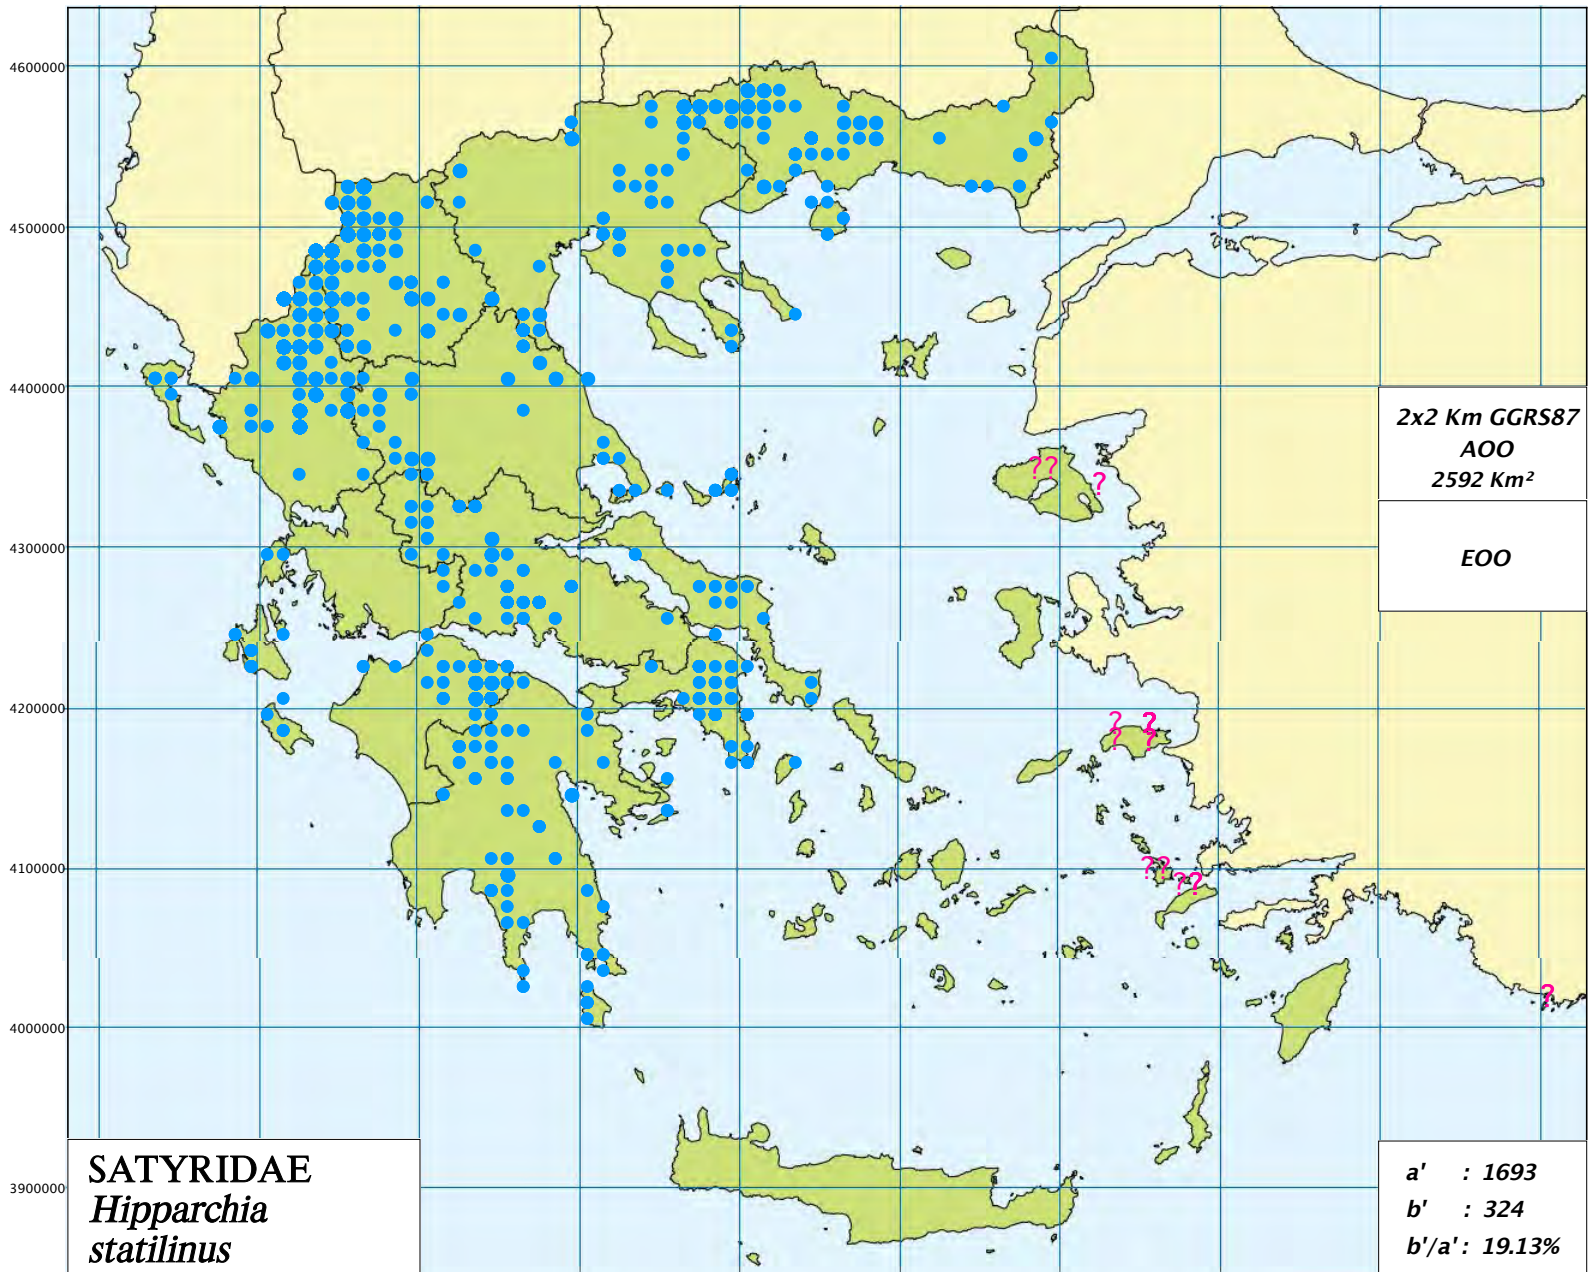 4600000
4500000
4400000
2x2 Km GGRS87
AOO
2592 Km²
??
?
4300000
EOO
? ?
? ?
4200000
4100000
??
??
?
4000000
3900000
SATYRIDAE
Hipparchia
statilinus
a' : 1693
b' : 324
b'/a' : 19.13%